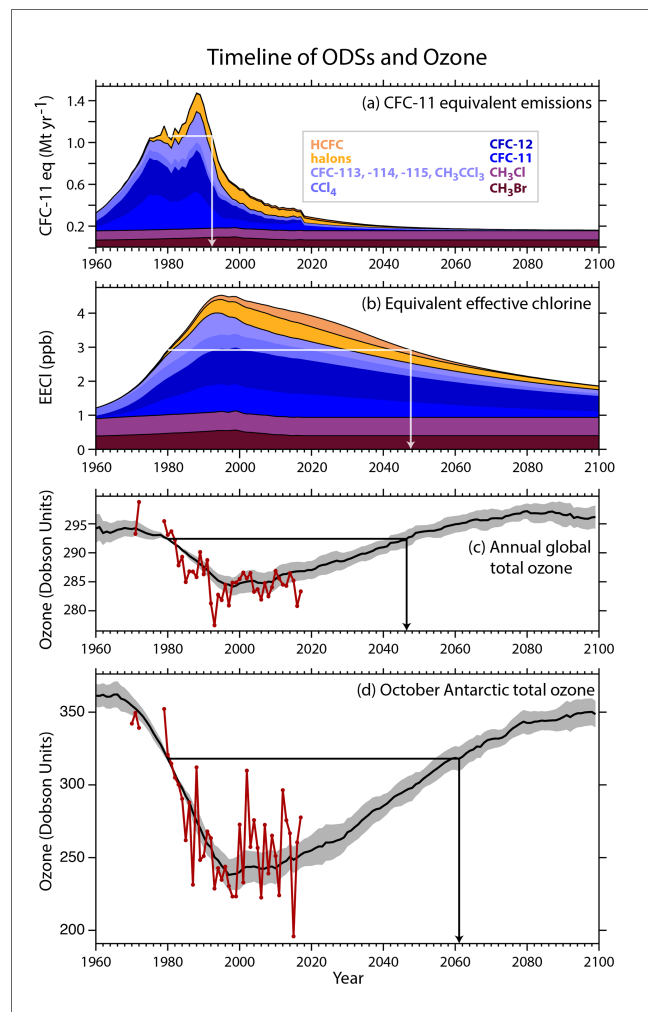 Timeline of ODSs and Ozone
(a) CFC-11 equivalent emissions
CFC-11 eq (Mt yr⁻¹)
1.4
1.0
0.6
0.2
HCFC
halons
CFC-113, -114, -115, CH₃CCl₃
CCl₄
CFC-12
CFC-11
CH₃Cl
CH₃Br
1960 1980 2000 2020 2040 2060 2080 2100
(b) Equivalent effective chlorine
EECl (ppb)
4
3
2
1
0
1960 1980 2000 2020 2040 2060 2080 2100
(c) Annual global
total ozone
Ozone (Dobson Units)
295
290
285
280
1960 1980 2000 2020 2040 2060 2080 2100
(d) October Antarctic total ozone
Ozone (Dobson Units)
350
300
250
200
1960 1980 2000 2020 2040 2060 2080 2100
Year